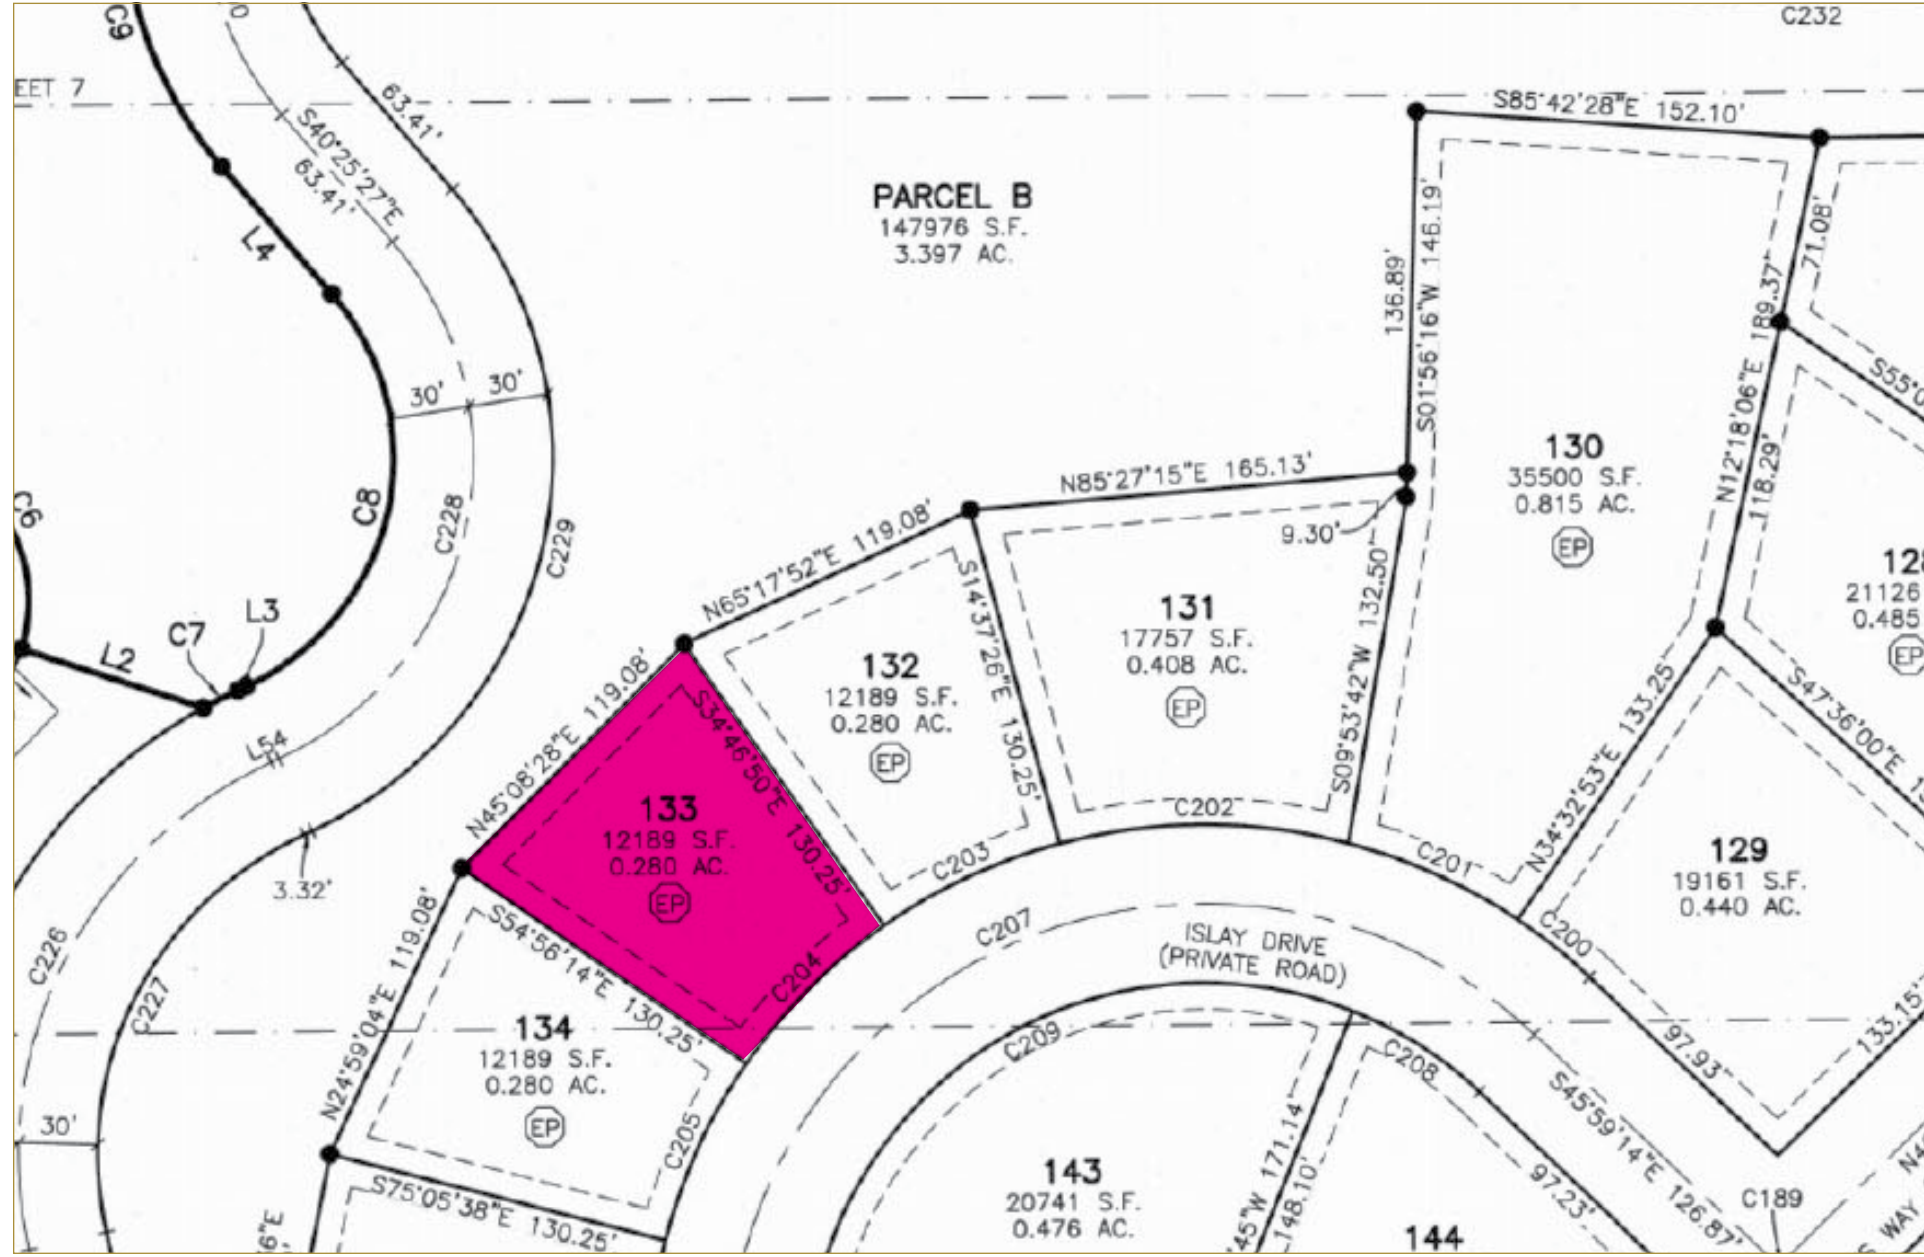 C9
C232
EET 7
63.41'
S40°25'27"E
63.41'
L4
PARCEL B
147976 S.F.
3.397 AC.
S85°42'28"E 152.10'
136.89'
S01°56'16"W 146.19'
71.08'
N12°18'06"E 189.37'
118.29'
30'
30'
C6
C8
C228
C229
N85°27'15"E 165.13'
9.30'
130
35500 S.F.
0.815 AC.
EP
21126
0.485
EP
N65°17'52"E 119.08'
S14°37'26"E 130.25'
131
17757 S.F.
0.408 AC.
EP
S09°53'42"W 132.50'
L2
C7
L3
L54
132
12189 S.F.
0.280 AC.
EP
N45°08'28"E 119.08'
S34°46'50"E 130.25'
133
12189 S.F.
0.280 AC.
EP
C202
C203
C201
N34°32'53"E 133.25'
S47°36'00"E
129
19161 S.F.
0.440 AC.
3.32'
C204
C207
ISLAY DRIVE
(PRIVATE ROAD)
C200
C226
C227
N24°59'04"E 119.08'
S54°56'14"E 130.25'
134
12189 S.F.
0.280 AC.
EP
C205
C209
C208
97.93'
133.15'
S45°59'14"E 126.87'
30'
S75°05'38"E 130.25'
143
20741 S.F.
0.476 AC.
45"W 171.14'
148.10'
97.23'
144
C189
WAY
6"E